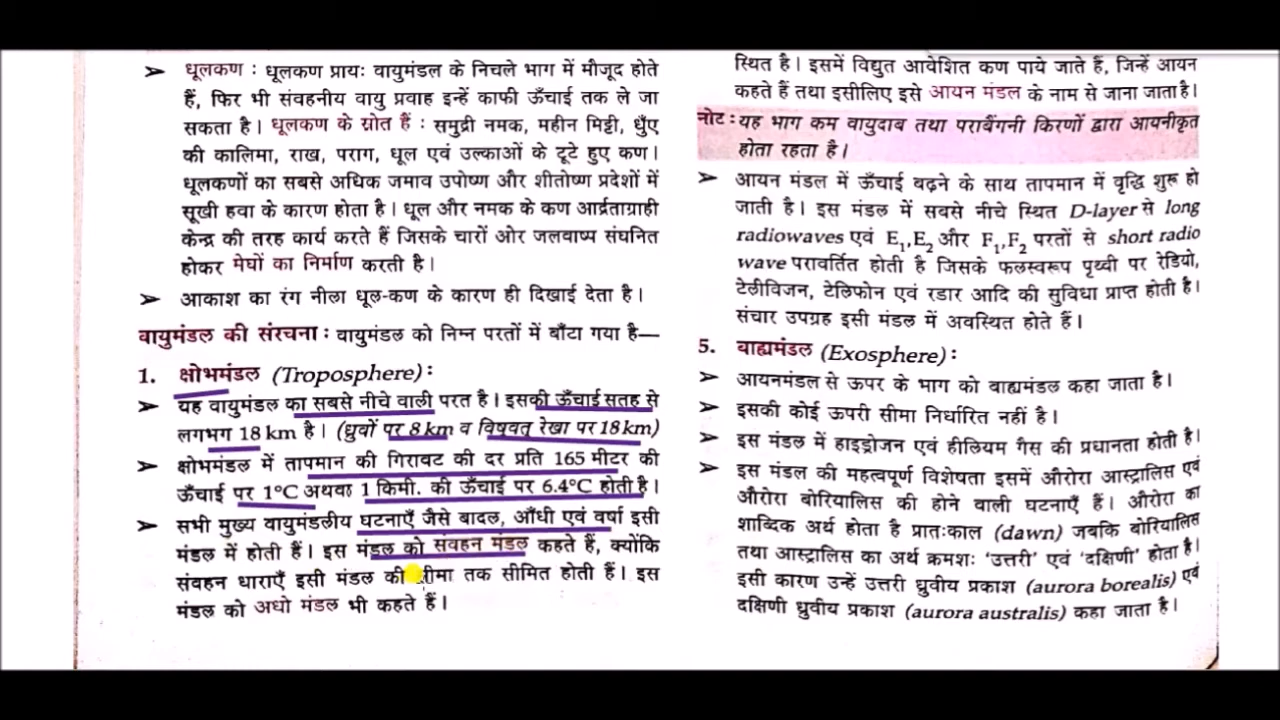 ➤ धूलकण : धूलकण प्रायः वायुमंडल के निचले भाग में मौजूद होते
हैं, फिर भी संवहनीय वायु प्रवाह इन्हें काफी ऊँचाई तक ले जा
सकता है। धूलकण के स्रोत हैं : समुद्री नमक, महीन मिट्टी, धुँए
की कालिमा, राख, पराग, धूल एवं उल्काओं के टूटे हुए कण।
धूलकणों का सबसे अधिक जमाव उपोष्ण और शीतोष्ण प्रदेशों में
सूखी हवा के कारण होता है। धूल और नमक के कण आर्द्रताग्राही
केन्द्र की तरह कार्य करते हैं जिसके चारों ओर जलवाष्प संघनित
होकर मेघों का निर्माण करती है।
➤ आकाश का रंग नीला धूल-कण के कारण ही दिखाई देता है।
वायुमंडल की संरचना : वायुमंडल को निम्न परतों में बाँटा गया है—
1. क्षोभमंडल (Troposphere) :
➤ यह वायुमंडल का सबसे नीचे वाली परत है। इसकी ऊँचाई सतह से
लगभग 18 km है। (ध्रुवों पर 8 km व विषुवत् रेखा पर 18 km)
➤ क्षोभमंडल में तापमान की गिरावट की दर प्रति 165 मीटर की
ऊँचाई पर 1°C अथवा 1 किमी. की ऊँचाई पर 6.4°C होती है।
➤ सभी मुख्य वायुमंडलीय घटनाएँ जैसे बादल, आँधी एवं वर्षा इसी
मंडल में होती हैं। इस मंडल को संवहन मंडल कहते हैं, क्योंकि
संवहन धाराएँ इसी मंडल की सीमा तक सीमित होती हैं। इस
मंडल को अधो मंडल भी कहते हैं।
स्थित है। इसमें विद्युत आवेशित कण पाये जाते हैं, जिन्हें आयन
कहते हैं तथा इसीलिए इसे आयन मंडल के नाम से जाना जाता है।
नोट : यह भाग कम वायुदाब तथा पराबैंगनी किरणों द्वारा आयनीकृत
होता रहता है।
➤ आयन मंडल में ऊँचाई बढ़ने के साथ तापमान में वृद्धि शुरू हो
जाती है। इस मंडल में सबसे नीचे स्थित D-layer से long
radiowaves एवं E₁,E₂ और F₁,F₂ परतों से short radio
wave परावर्तित होती है जिसके फलस्वरूप पृथ्वी पर रेडियो,
टेलीविजन, टेलिफोन एवं रडार आदि की सुविधा प्राप्त होती है।
संचार उपग्रह इसी मंडल में अवस्थित होते हैं।
5. बाह्यमंडल (Exosphere) :
➤ आयनमंडल से ऊपर के भाग को बाह्यमंडल कहा जाता है।
➤ इसकी कोई ऊपरी सीमा निर्धारित नहीं है।
➤ इस मंडल में हाइड्रोजन एवं हीलियम गैस की प्रधानता होती है।
➤ इस मंडल की महत्वपूर्ण विशेषता इसमें औरोरा आस्ट्रालिस एवं
औरोरा बोरियालिस की होने वाली घटनाएँ हैं। औरोरा का
शाब्दिक अर्थ होता है प्रातःकाल (dawn) जबकि बोरियालिस
तथा आस्ट्रालिस का अर्थ क्रमशः ‘उत्तरी’ एवं ‘दक्षिणी’ होता है।
इसी कारण उन्हें उत्तरी ध्रुवीय प्रकाश (aurora borealis) एवं
दक्षिणी ध्रुवीय प्रकाश (aurora australis) कहा जाता है।